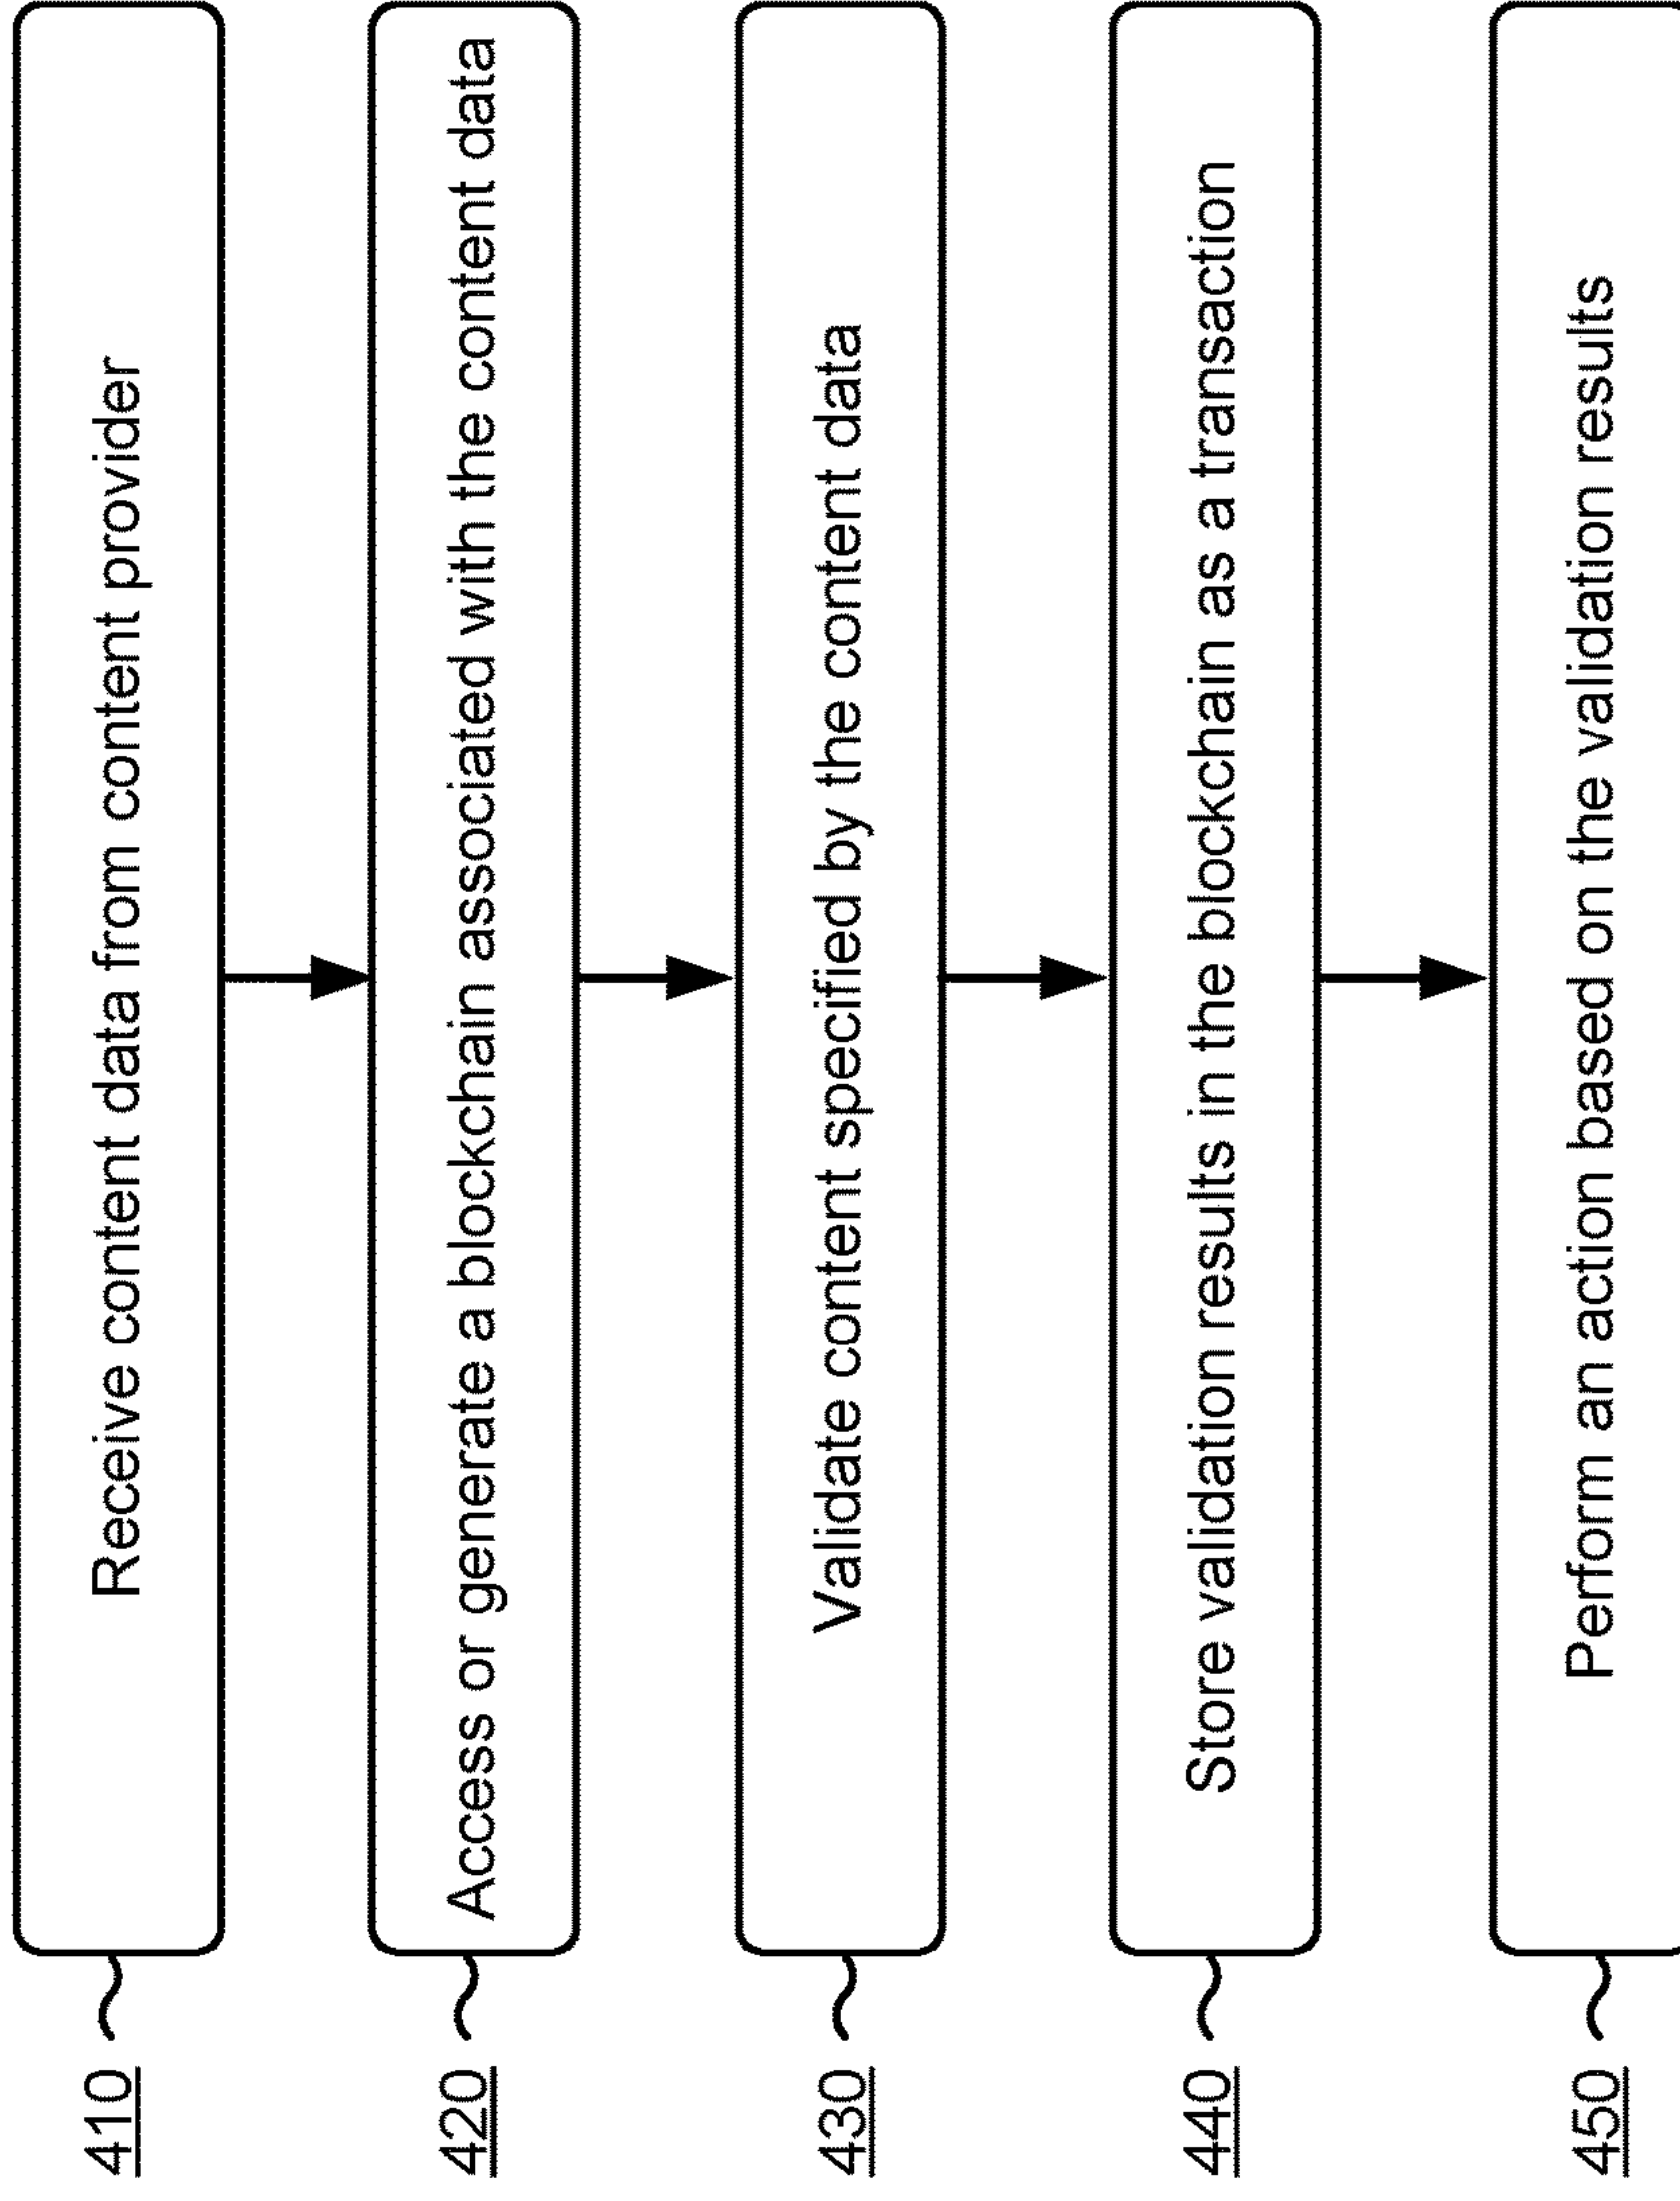 410 Receive content data from content provider
420 Access or generate a blockchain associated with the content data
430 Validate content specified by the content data
440 Store validation results in the blockchain as a transaction
450 Perform an action based on the validation results